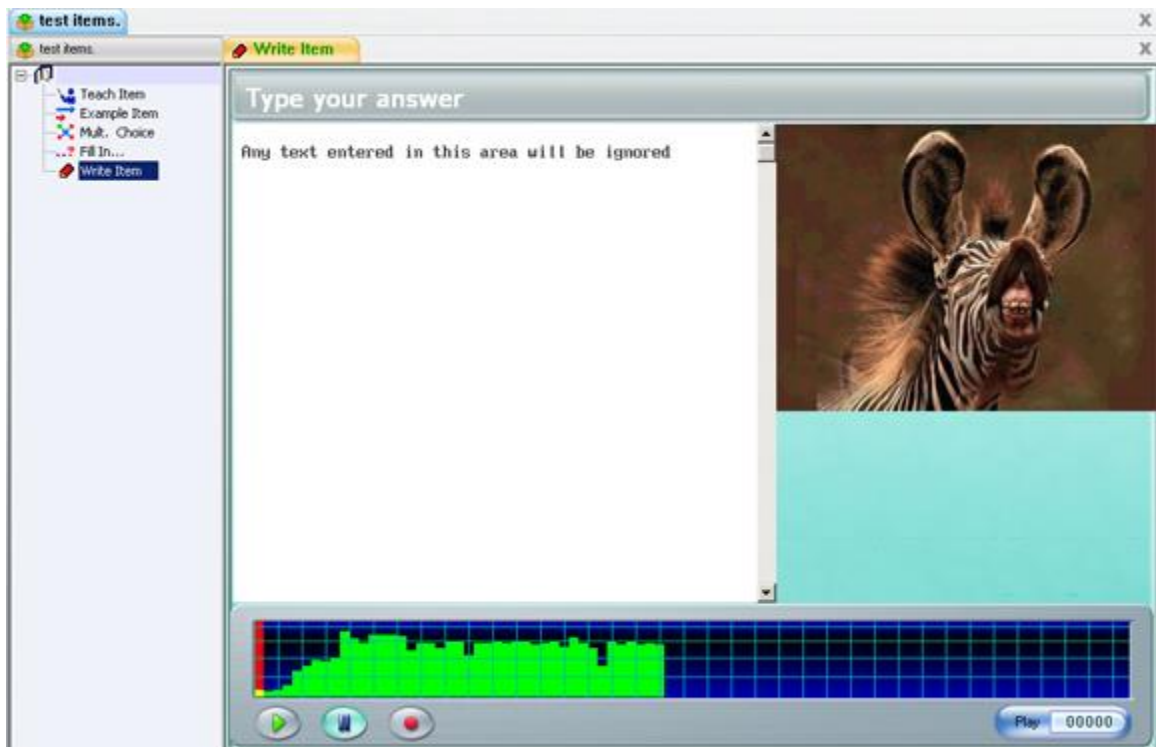 test items.
test items.
Write Item
Teach Item
Example Item
Mult. Choice
Fill In...
Write Item
Type your answer
Any text entered in this area will be ignored
Play 00000